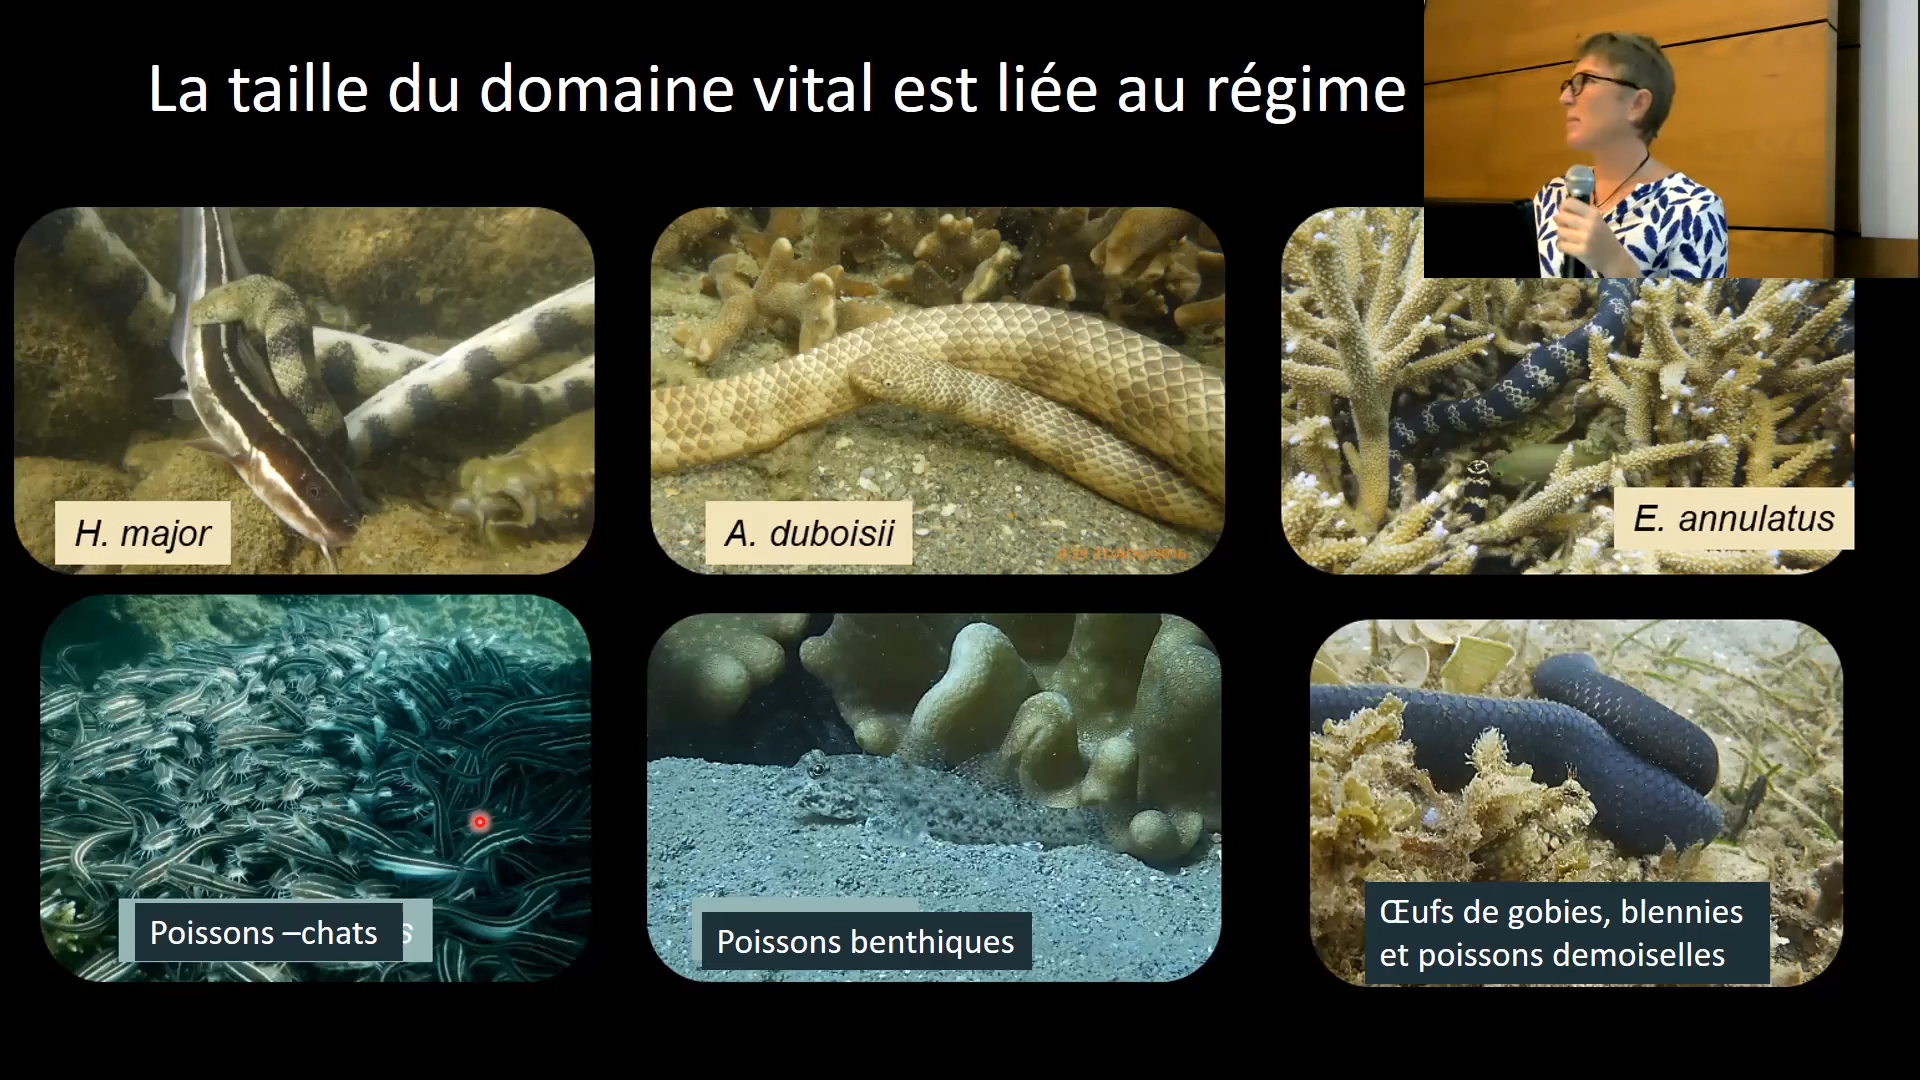 La taille du domaine vital est liée au régime
H. major
A. duboisii
E. annulatus
Poissons –chats
Poissons benthiques
Œufs de gobies, blennies
et poissons demoiselles